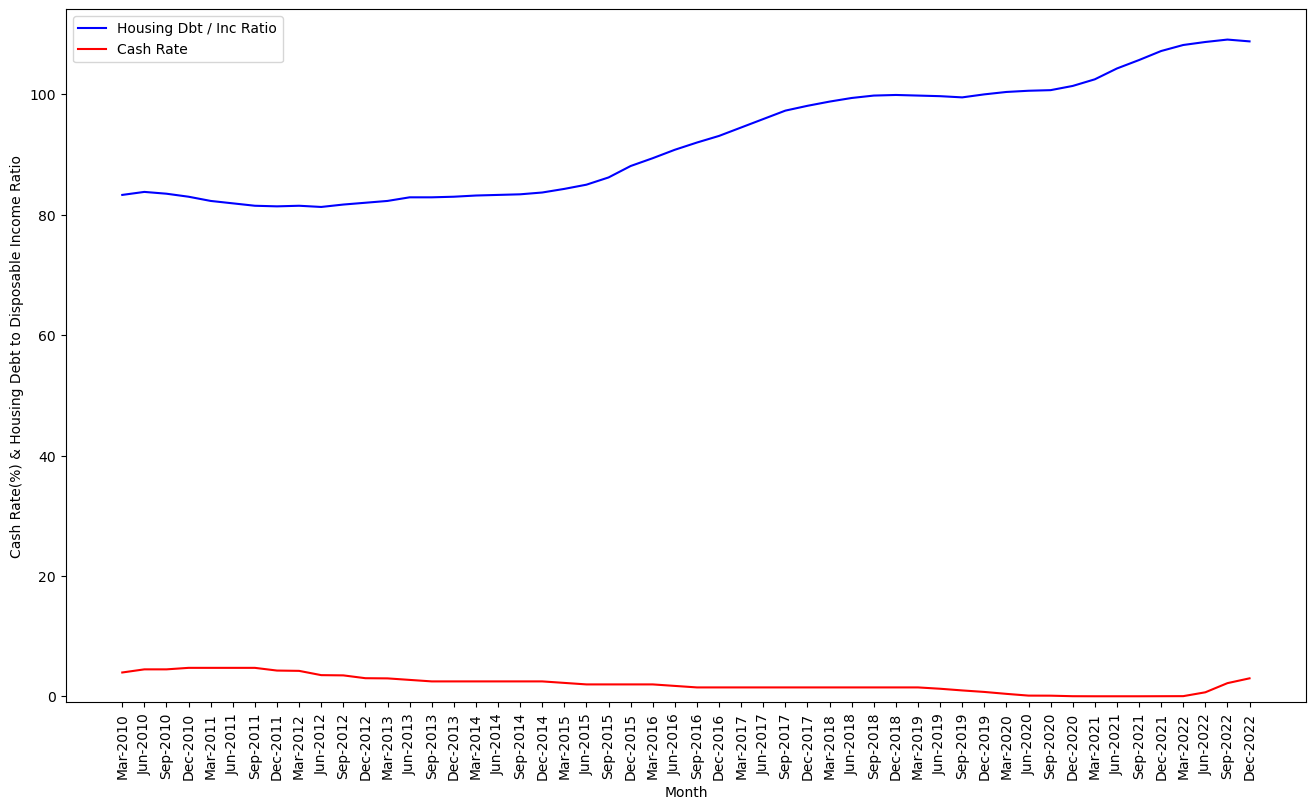 Housing Dbt / Inc Ratio
Cash Rate
Cash Rate(%) & Housing Debt to Disposable Income Ratio
100
80
60
40
20
0
Mar-2010
Jun-2010
Sep-2010
Dec-2010
Mar-2011
Jun-2011
Sep-2011
Dec-2011
Mar-2012
Jun-2012
Sep-2012
Dec-2012
Mar-2013
Jun-2013
Sep-2013
Dec-2013
Mar-2014
Jun-2014
Sep-2014
Dec-2014
Mar-2015
Jun-2015
Sep-2015
Dec-2015
Mar-2016
Jun-2016
Sep-2016
Dec-2016
Mar-2017
Jun-2017
Sep-2017
Dec-2017
Mar-2018
Jun-2018
Sep-2018
Dec-2018
Mar-2019
Jun-2019
Sep-2019
Dec-2019
Mar-2020
Jun-2020
Sep-2020
Dec-2020
Mar-2021
Jun-2021
Sep-2021
Dec-2021
Mar-2022
Jun-2022
Sep-2022
Dec-2022
Month